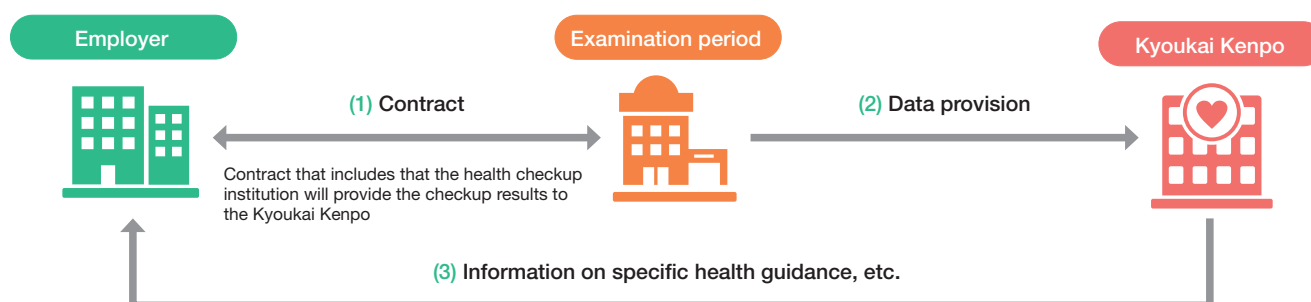 Employer
Examination period
Kyoukai Kenpo
(1) Contract
(2) Data provision
Contract that includes that the health checkup
institution will provide the checkup results to
the Kyoukai Kenpo
(3) Information on specific health guidance, etc.